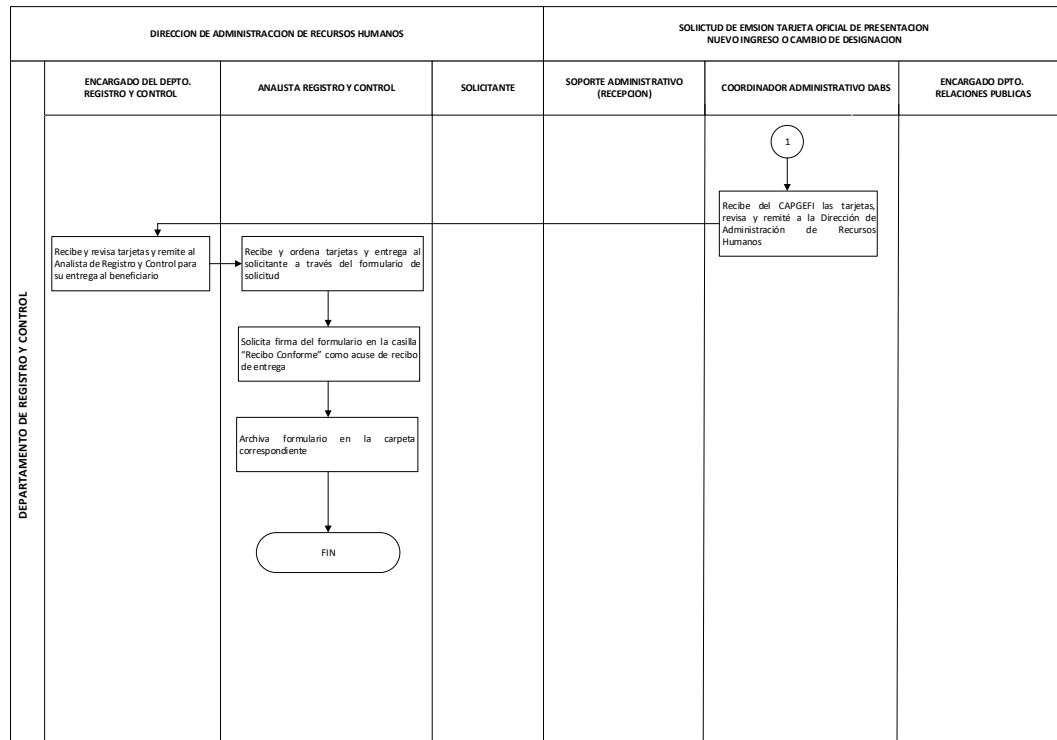 DIRECCION DE ADMINISTRACCION DE RECURSOS HUMANOS
SOLIICTUD DE EMSION TARJETA OFICIAL DE PRESENTACION
NUEVO INGRESO O CAMBIO DE DESIGNACION
ENCARGADO DEL DEPTO.
REGISTRO Y CONTROL
ANALISTA REGISTRO Y CONTROL
SOLICITANTE
SOPORTE ADMINISTRATIVO
(RECEPCION)
COORDINADOR ADMINISTRATIVO DABS
ENCARGADO DPTO.
RELACIONES PUBLICAS
DEPARTAMENTO DE REGISTRO Y CONTROL
1
Recibe del CAPGEFI las tarjetas,
revisa y remité a la Dirección de
Administración de Recursos
Humanos
Recibe y revisa tarjetas y remite al
Analista de Registro y Control para
su entrega al beneficiario
Recibe y ordena tarjetas y entrega al
solicitante a través del formulario de
solicitud
Solicita firma del formulario en la casilla
“Recibo Conforme” como acuse de recibo
de entrega
Archiva formulario en la carpeta
correspondiente
FIN